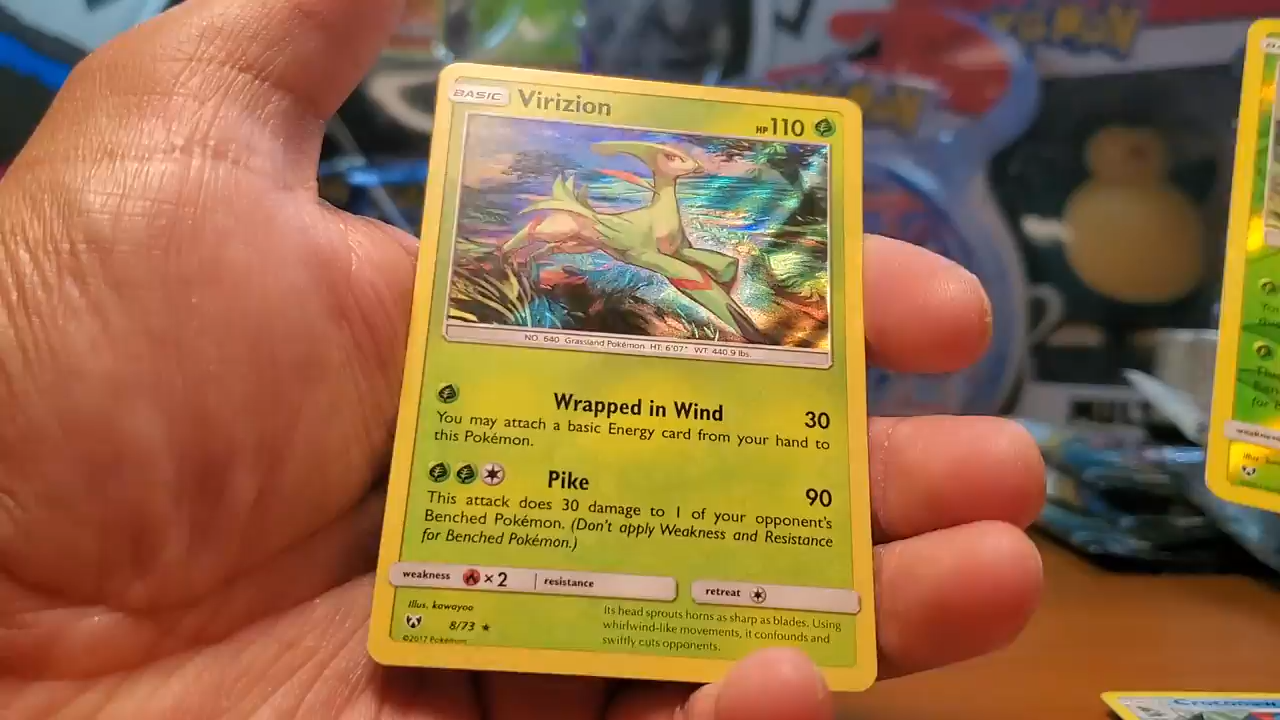 POKéMON
BASIC Virizion HP 110
NO. 640 Grassland Pokémon HT: 6'07" WT: 440.9 lbs.
Wrapped in Wind 30
You may attach a basic Energy card from your hand to
this Pokémon.
Pike 90
This attack does 30 damage to 1 of your opponent's
Benched Pokémon. (Don't apply Weakness and Resistance
for Benched Pokémon.)
weakness ×2 resistance retreat
Illus. kawayoo
8/73 ★
©2017 Pokémon
Its head sprouts horns as sharp as blades. Using
whirlwind-like movements, it confounds and
swiftly cuts opponents.
weakness